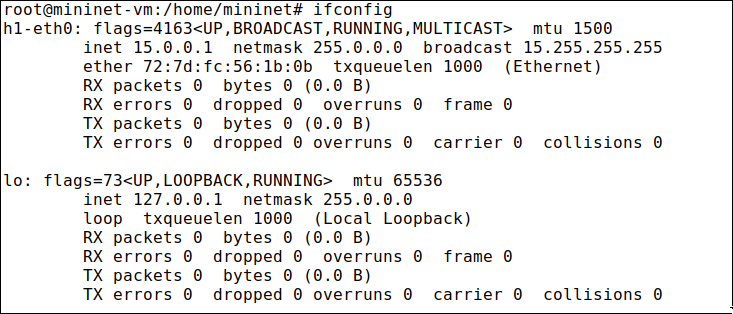 root@mininet-vm:/home/mininet# ifconfig
h1-eth0: flags=4163<UP,BROADCAST,RUNNING,MULTICAST>  mtu 1500
        inet 15.0.0.1  netmask 255.0.0.0  broadcast 15.255.255.255
        ether 72:7d:fc:56:1b:0b  txqueuelen 1000  (Ethernet)
        RX packets 0  bytes 0 (0.0 B)
        RX errors 0  dropped 0  overruns 0  frame 0
        TX packets 0  bytes 0 (0.0 B)
        TX errors 0  dropped 0 overruns 0  carrier 0  collisions 0

lo: flags=73<UP,LOOPBACK,RUNNING>  mtu 65536
        inet 127.0.0.1  netmask 255.0.0.0
        loop  txqueuelen 1000  (Local Loopback)
        RX packets 0  bytes 0 (0.0 B)
        RX errors 0  dropped 0  overruns 0  frame 0
        TX packets 0  bytes 0 (0.0 B)
        TX errors 0  dropped 0 overruns 0  carrier 0  collisions 0